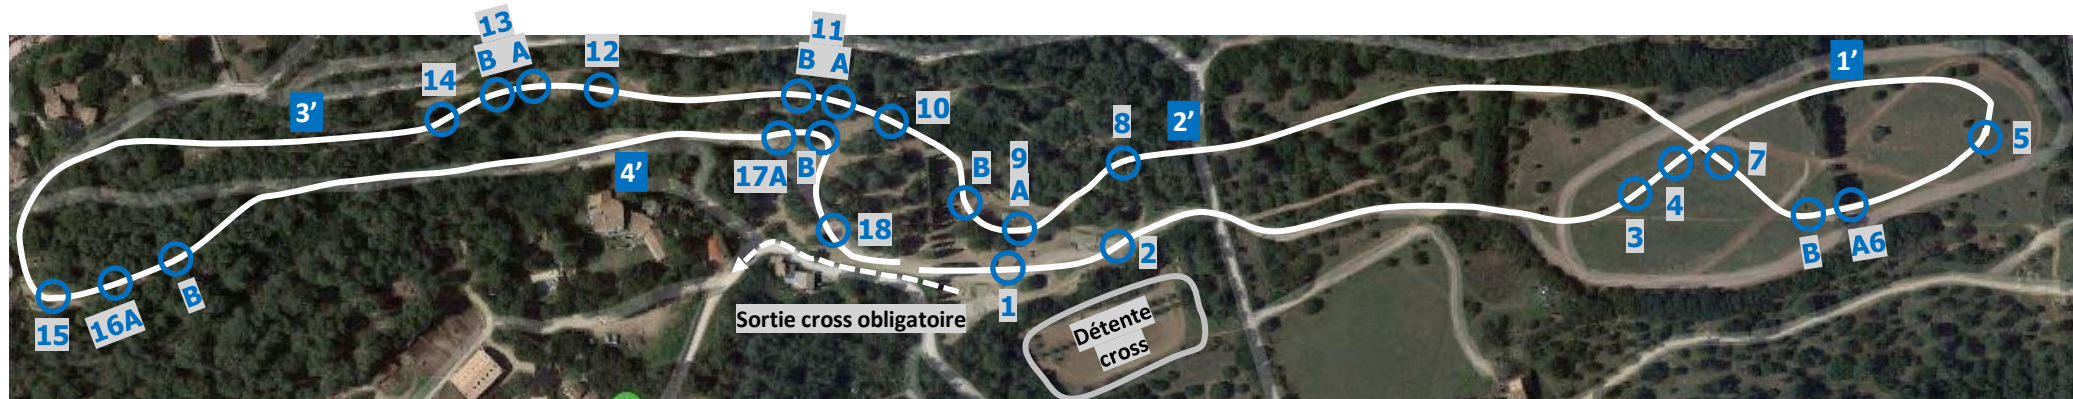 13
B A
12
11
B A
1’
14
3’
10
8
2’
5
9
A
B
7
17A
B
4’
4
18
3
2
B
A6
B
1
16A
15
Sortie cross obligatoire
Détente
cross